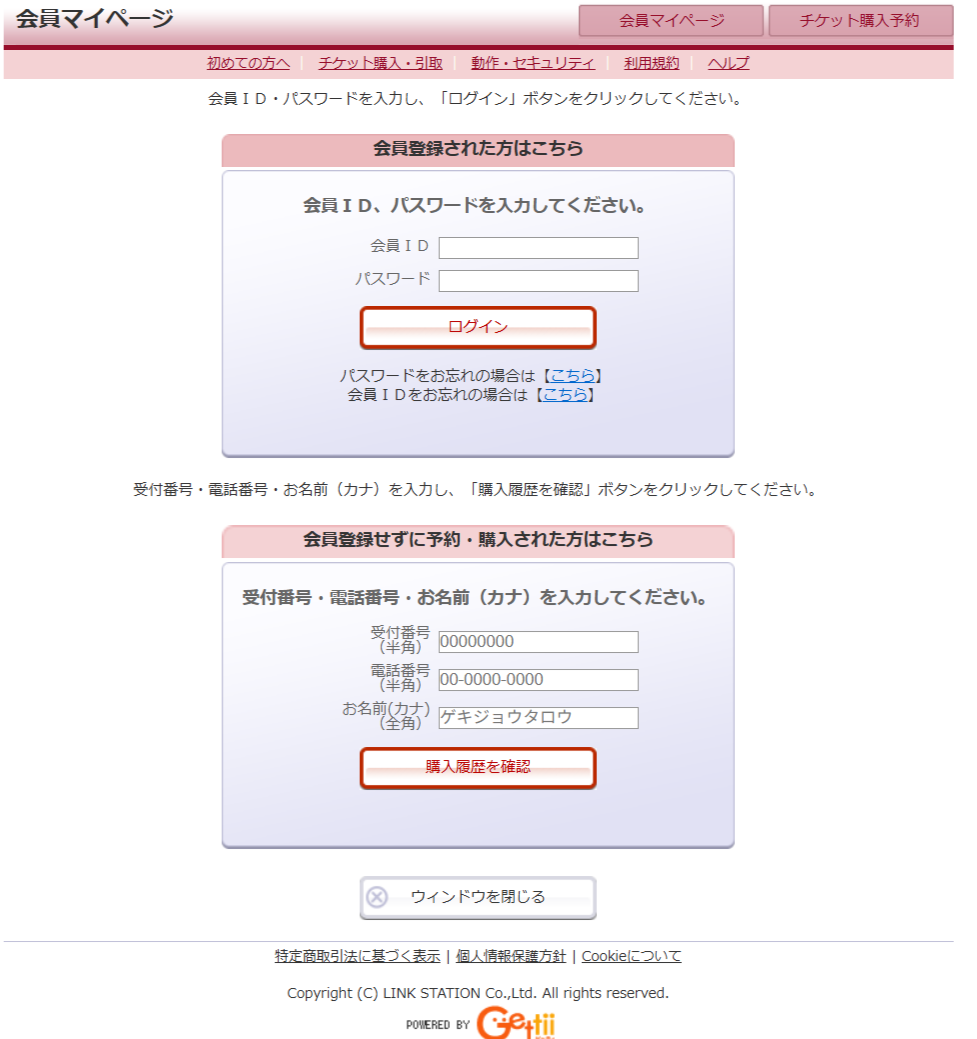 会員マイページ
会員マイページ
チケット購入予約
初めての方へ | チケット購入・引取 | 動作・セキュリティ | 利用規約 | ヘルプ
会員ＩＤ・パスワードを入力し、「ログイン」ボタンをクリックしてください。
会員登録された方はこちら
会員ＩＤ、パスワードを入力してください。
会員ＩＤ
パスワード
ログイン
パスワードをお忘れの場合は【こちら】
会員ＩＤをお忘れの場合は【こちら】
受付番号・電話番号・お名前（カナ）を入力し、「購入履歴を確認」ボタンをクリックしてください。
会員登録せずに予約・購入された方はこちら
受付番号・電話番号・お名前（カナ）を入力してください。
受付番号
（半角） 00000000
電話番号
（半角） 00-0000-0000
お名前(カナ)
（全角） ゲキジョウタロウ
購入履歴を確認
ウィンドウを閉じる
特定商取引法に基づく表示 | 個人情報保護方針 | Cookieについて
Copyright (C) LINK STATION Co.,Ltd. All rights reserved.
POWERED BY Gettii